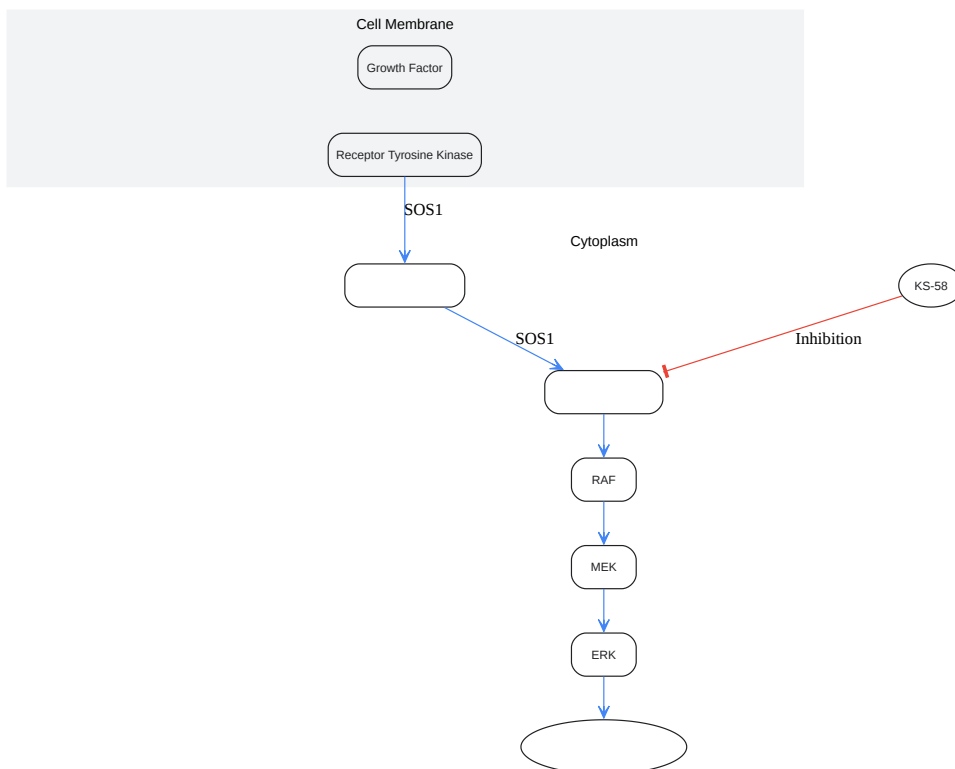 Cell Membrane
Growth Factor
Receptor Tyrosine Kinase
SOS1
Cytoplasm
KS-58
SOS1
Inhibition
RAF
MEK
ERK